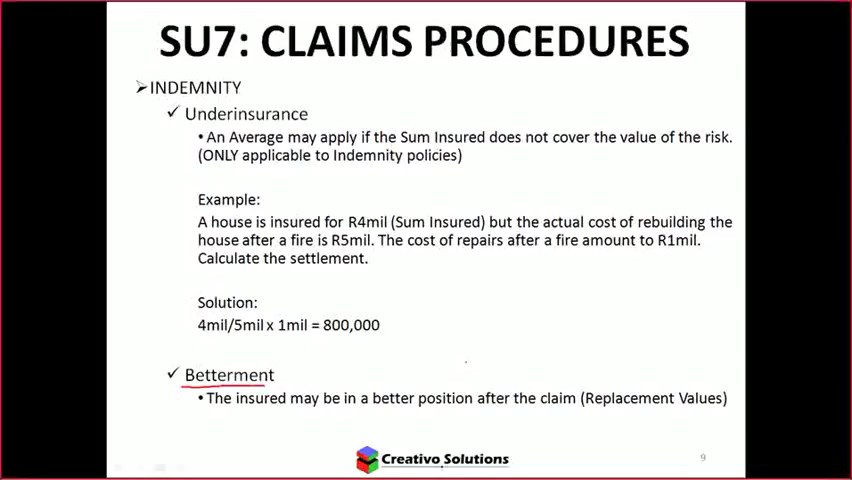 SU7: CLAIMS PROCEDURES
➢INDEMNITY
✓ Underinsurance
• An Average may apply if the Sum Insured does not cover the value of the risk.
(ONLY applicable to Indemnity policies)
Example:
A house is insured for R4mil (Sum Insured) but the actual cost of rebuilding the
house after a fire is R5mil. The cost of repairs after a fire amount to R1mil.
Calculate the settlement.
Solution:
4mil/5mil x 1mil = 800,000
✓ Betterment
• The insured may be in a better position after the claim (Replacement Values)
Creativo Solutions
9